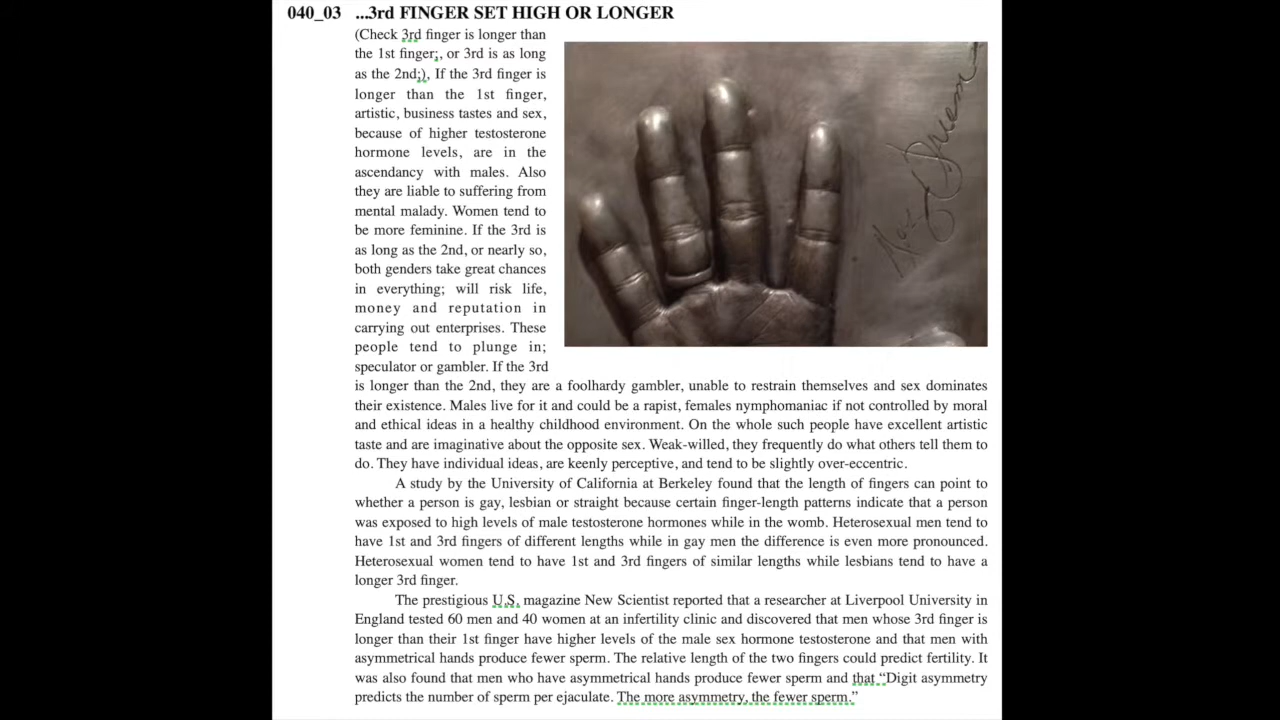 040_03 ...3rd FINGER SET HIGH OR LONGER
(Check 3rd finger is longer than
the 1st finger;, or 3rd is as long
as the 2nd;), If the 3rd finger is
longer than the 1st finger,
artistic, business tastes and sex,
because of higher testosterone
hormone levels, are in the
ascendancy with males. Also
they are liable to suffering from
mental malady. Women tend to
be more feminine. If the 3rd is
as long as the 2nd, or nearly so,
both genders take great chances
in everything; will risk life,
money and reputation in
carrying out enterprises. These
people tend to plunge in;
speculator or gambler. If the 3rd
is longer than the 2nd, they are a foolhardy gambler, unable to restrain themselves and sex dominates
their existence. Males live for it and could be a rapist, females nymphomaniac if not controlled by moral
and ethical ideas in a healthy childhood environment. On the whole such people have excellent artistic
taste and are imaginative about the opposite sex. Weak-willed, they frequently do what others tell them to
do. They have individual ideas, are keenly perceptive, and tend to be slightly over-eccentric.
A study by the University of California at Berkeley found that the length of fingers can point to
whether a person is gay, lesbian or straight because certain finger-length patterns indicate that a person
was exposed to high levels of male testosterone hormones while in the womb. Heterosexual men tend to
have 1st and 3rd fingers of different lengths while in gay men the difference is even more pronounced.
Heterosexual women tend to have 1st and 3rd fingers of similar lengths while lesbians tend to have a
longer 3rd finger.
The prestigious U.S. magazine New Scientist reported that a researcher at Liverpool University in
England tested 60 men and 40 women at an infertility clinic and discovered that men whose 3rd finger is
longer than their 1st finger have higher levels of the male sex hormone testosterone and that men with
asymmetrical hands produce fewer sperm. The relative length of the two fingers could predict fertility. It
was also found that men who have asymmetrical hands produce fewer sperm and that “Digit asymmetry
predicts the number of sperm per ejaculate. The more asymmetry, the fewer sperm.”